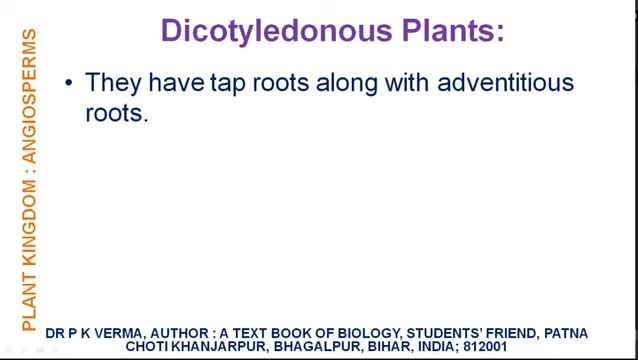 Dicotyledonous Plants:
• They have tap roots along with adventitious
roots.
PLANT KINGDOM : ANGIOSPERMS
DR P K VERMA, AUTHOR : A TEXT BOOK OF BIOLOGY, STUDENTS' FRIEND, PATNA
CHOTI KHANJARPUR, BHAGALPUR, BIHAR, INDIA; 812001